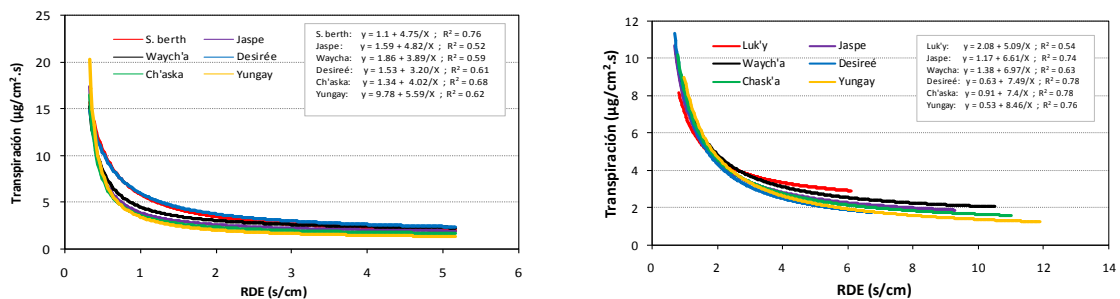 25
20
15
10
5
0
0 1 2 3 4 5 6
Transpiración (µg/cm².s)
RDE (s/cm)
S. berth Jaspe
Waych'a Desirée
Ch'aska Yungay
S. berth: y = 1.1 + 4.75/X ; R² = 0.76
Jaspe: y = 1.59 + 4.82/X ; R² = 0.52
Waycha: y = 1.86 + 3.89/X ; R² = 0.59
Desireé: y = 1.53 + 3.20/X ; R² = 0.61
Ch'aska: y = 1.34 + 4.02/X ; R² = 0.68
Yungay: y = 9.78 + 5.59/X ; R² = 0.62
12
10
8
6
4
2
0
0 2 4 6 8 10 12 14
Transpiración (µg/cm².s)
RDE (s/cm)
Luk'y Jaspe
Waych'a Desireé
Chask'a Yungay
Luk'y: y = 2.08 + 5.09/X ; R² = 0.54
Jaspe: y = 1.17 + 6.61/X ; R² = 0.74
Waycha: y = 1.38 + 6.97/X ; R² = 0.63
Desireé: y = 0.63 + 7.49/X ; R² = 0.78
Ch'aska: y = 0.91 + 7.4/X ; R² = 0.78
Yungay: y = 0.53 + 8.46/X ; R² = 0.76